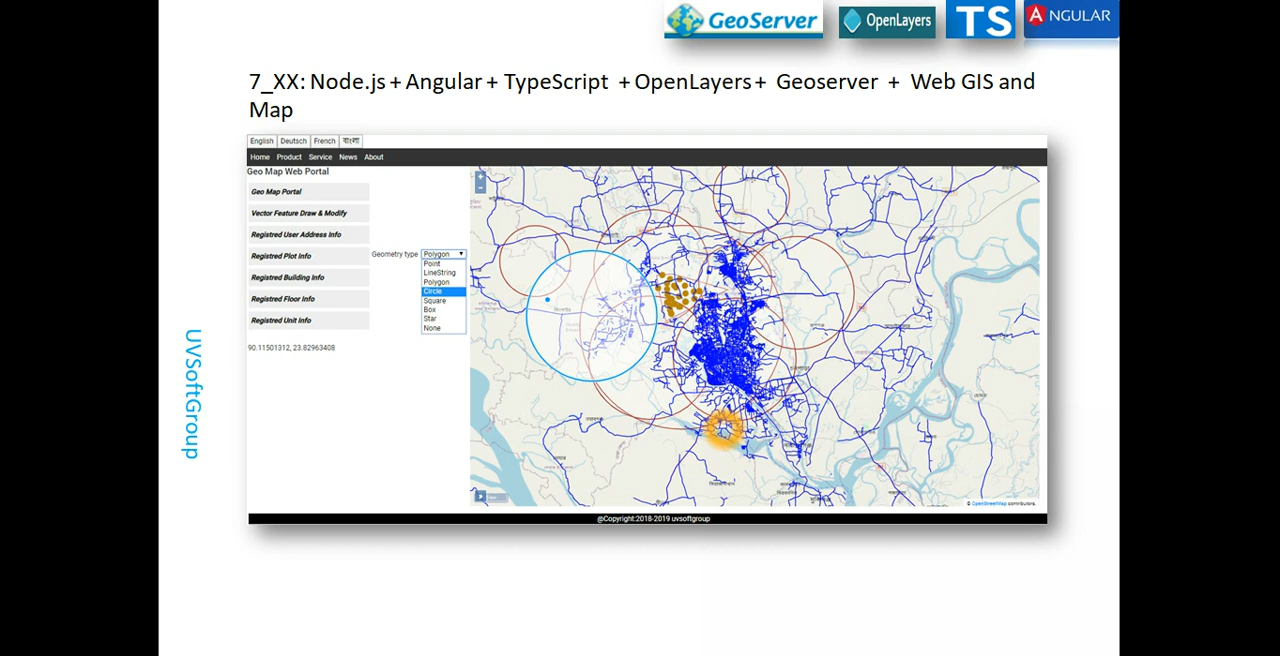 GeoServer
OpenLayers
TS
ANGULAR
7_XX: Node.js + Angular + TypeScript + OpenLayers + Geoserver + Web GIS and
Map
English Deutsch French বাংলা
Home Product Service News About
Geo Map Web Portal
Geo Map Portal
Vector Feature Draw & Modify
Registred User Address Info
Registred Plot Info
Registred Building Info
Registred Floor Info
Registred Unit Info
90.11501312, 23.82963408
Geometry type Polygon
Point
LineString
Polygon
Circle
Square
Box
Star
None
© OpenStreetMap contributors.
@Copyright:2018-2019 uvsoftgroup
UVSoftGroup